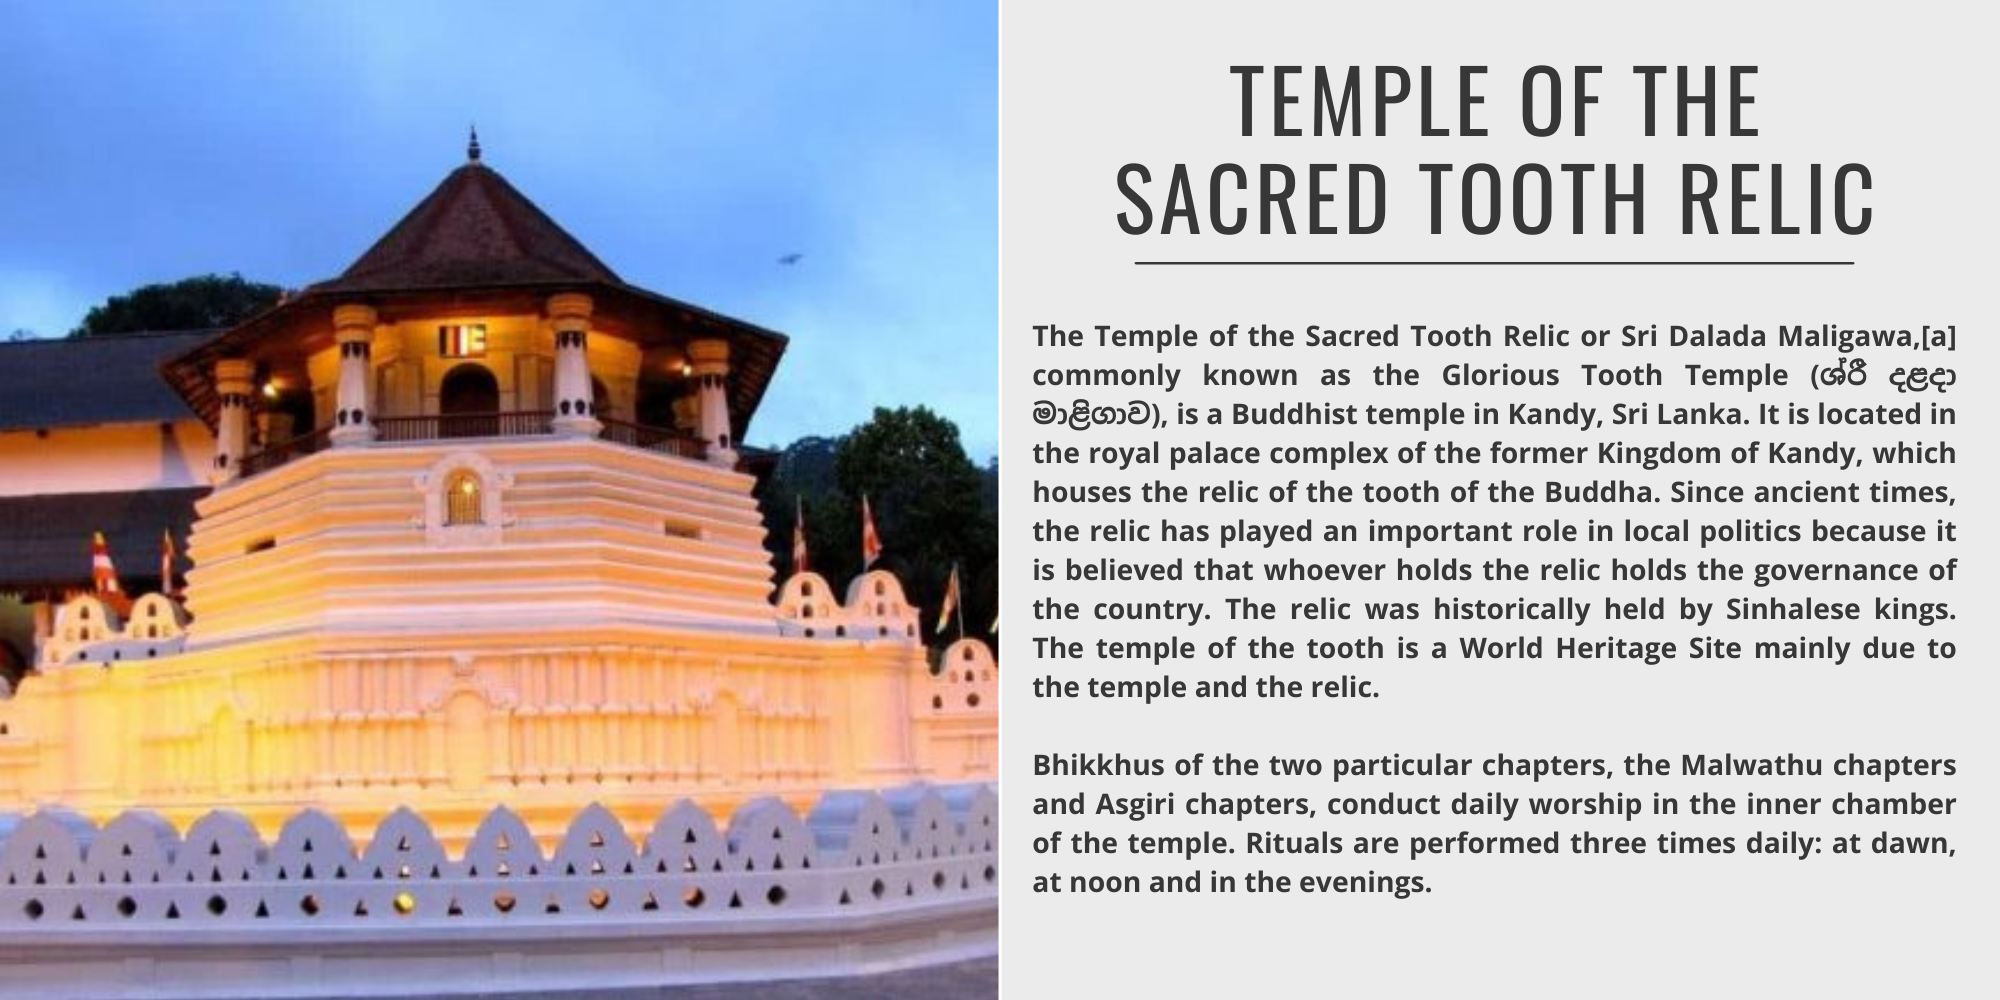 TEMPLE OF THE
SACRED TOOTH RELIC
The Temple of the Sacred Tooth Relic or Sri Dalada Maligawa,[a]
commonly known as the Glorious Tooth Temple (ශ්රී දළදා
මාළිගාව), is a Buddhist temple in Kandy, Sri Lanka. It is located in
the royal palace complex of the former Kingdom of Kandy, which
houses the relic of the tooth of the Buddha. Since ancient times,
the relic has played an important role in local politics because it
is believed that whoever holds the relic holds the governance of
the country. The relic was historically held by Sinhalese kings.
The temple of the tooth is a World Heritage Site mainly due to
the temple and the relic.
Bhikkhus of the two particular chapters, the Malwathu chapters
and Asgiri chapters, conduct daily worship in the inner chamber
of the temple. Rituals are performed three times daily: at dawn,
at noon and in the evenings.